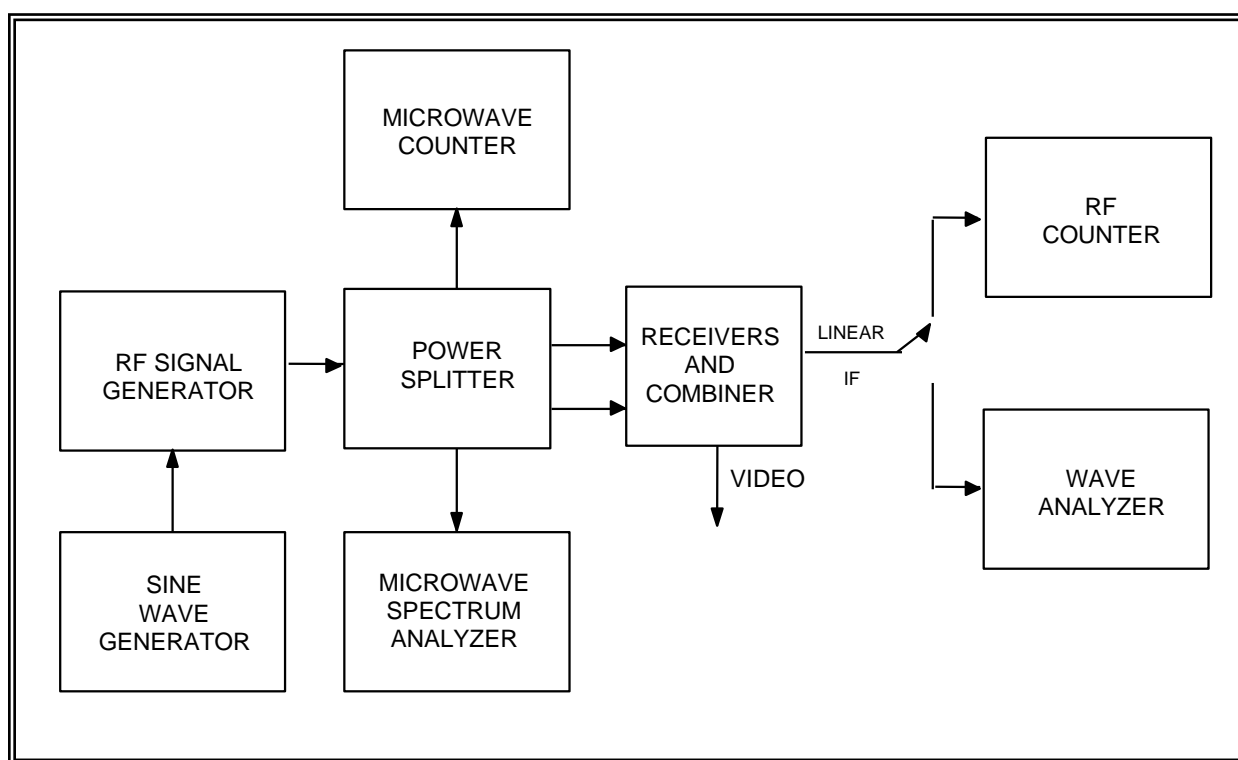 MICROWAVE
COUNTER
RF
COUNTER
RF SIGNAL
GENERATOR
POWER
SPLITTER
RECEIVERS
AND
COMBINER
LINEAR
IF
VIDEO
WAVE
ANALYZER
SINE
WAVE
GENERATOR
MICROWAVE
SPECTRUM
ANALYZER